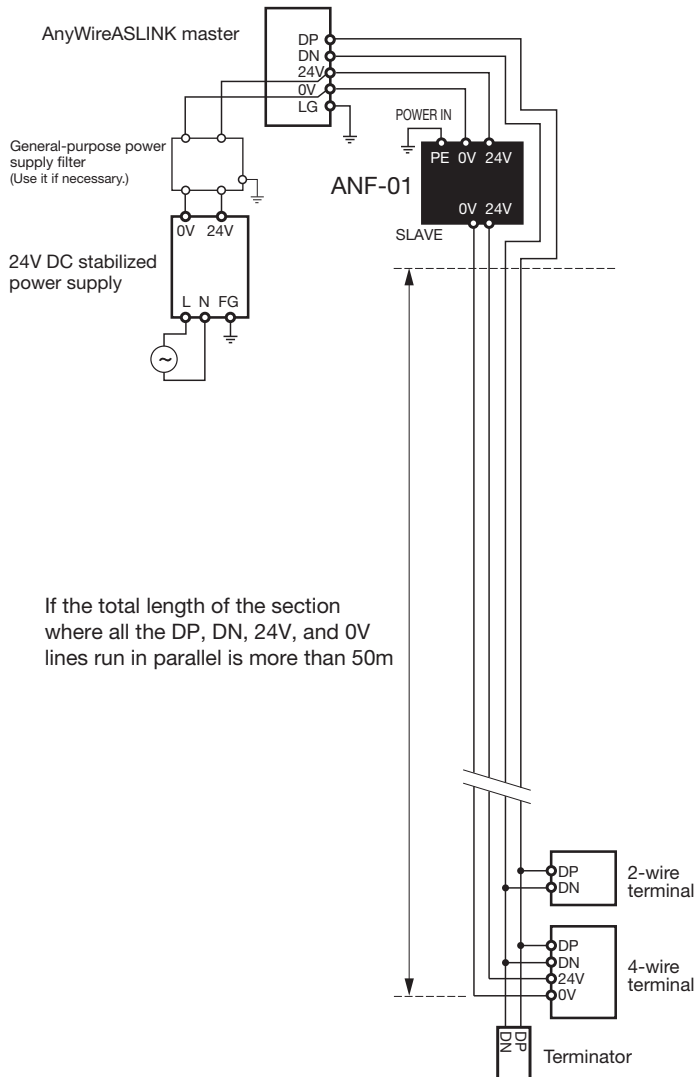 AnyWireASLINK master
DP
DN
24V
0V
LG
POWER IN
PE 0V 24V
ANF-01
0V 24V
SLAVE
General-purpose power
supply filter
(Use it if necessary.)
0V 24V
24V DC stabilized
power supply
L N FG
~
If the total length of the section
where all the DP, DN, 24V, and 0V
lines run in parallel is more than 50m
DP
DN
2-wire
terminal
DP
DN
24V
0V
4-wire
terminal
DN
DP
Terminator